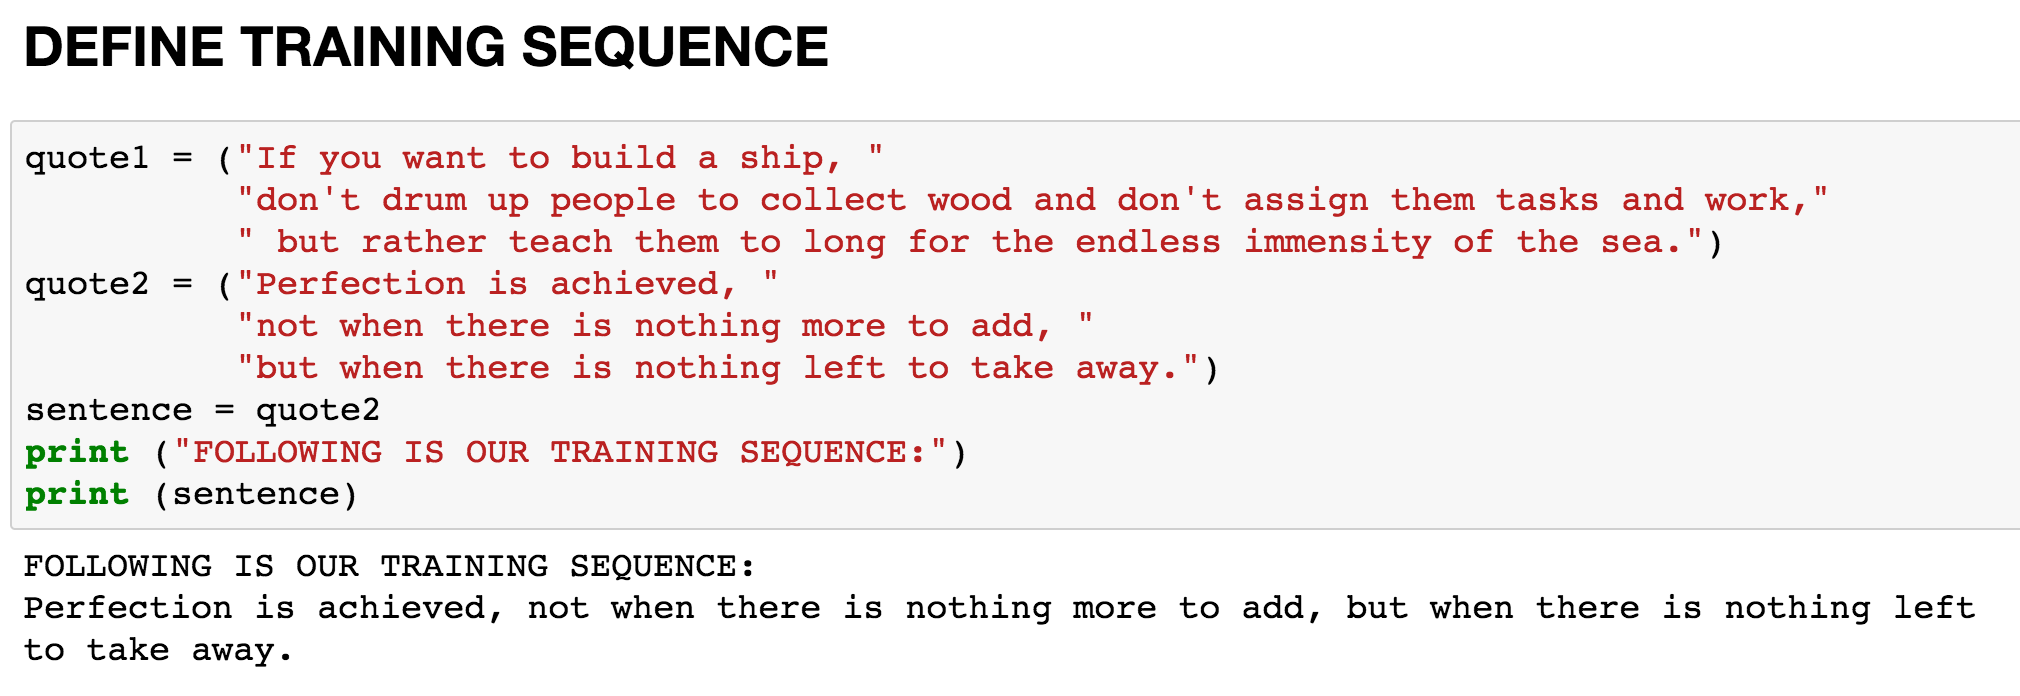 DEFINE TRAINING SEQUENCE
quote1 = ("If you want to build a ship, "
          "don't drum up people to collect wood and don't assign them tasks and work,"
          " but rather teach them to long for the endless immensity of the sea.")
quote2 = ("Perfection is achieved, "
          "not when there is nothing more to add, "
          "but when there is nothing left to take away.")
sentence = quote2
print ("FOLLOWING IS OUR TRAINING SEQUENCE:")
print (sentence)
FOLLOWING IS OUR TRAINING SEQUENCE:
Perfection is achieved, not when there is nothing more to add, but when there is nothing left
to take away.